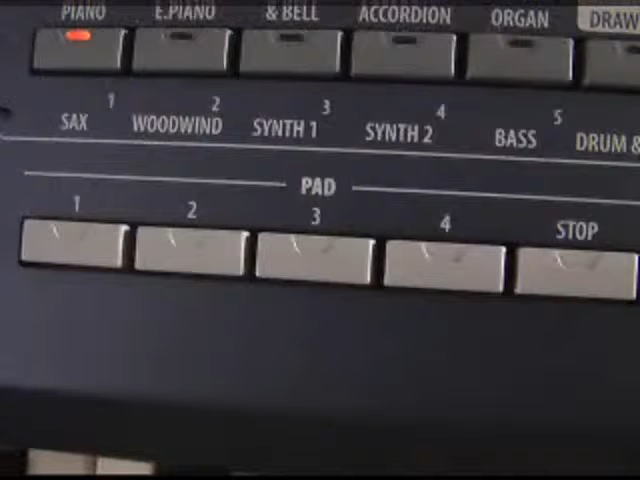 PIANO E.PIANO & BELL ACCORDION ORGAN DRAW
1 2 3 4 5
SAX WOODWIND SYNTH 1 SYNTH 2 BASS DRUM &
PAD
1 2 3 4 STOP